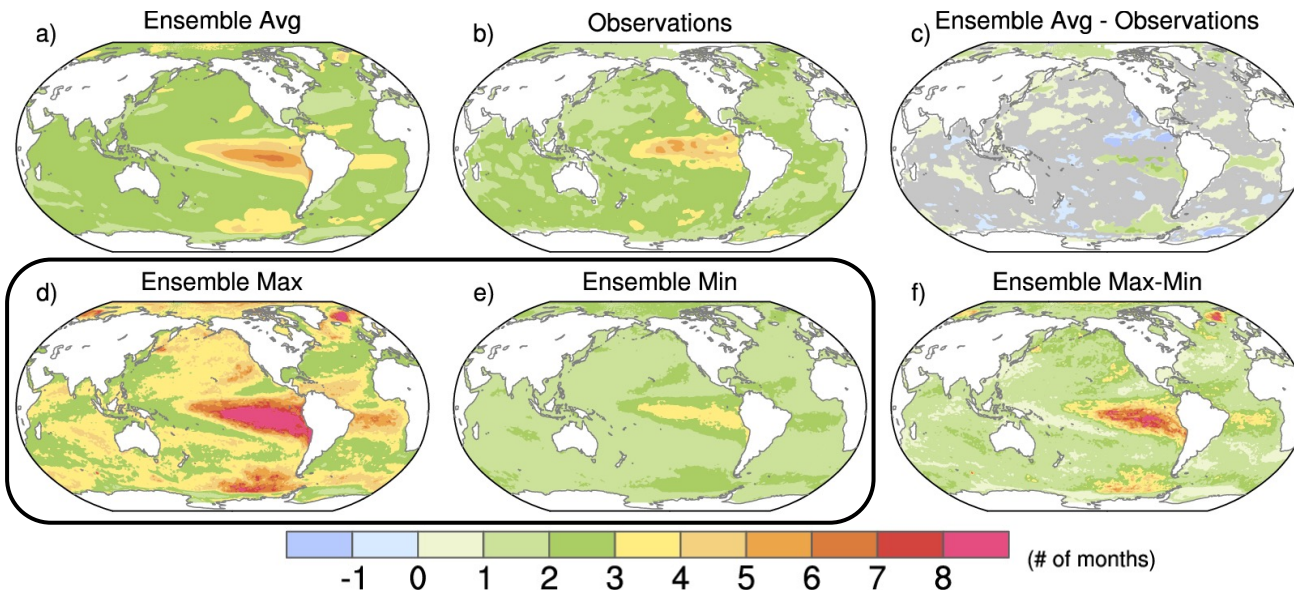 a) Ensemble Avg
b) Observations
c) Ensemble Avg - Observations
d) Ensemble Max
e) Ensemble Min
f) Ensemble Max-Min
-1 0 1 2 3 4 5 6 7 8 (# of months)